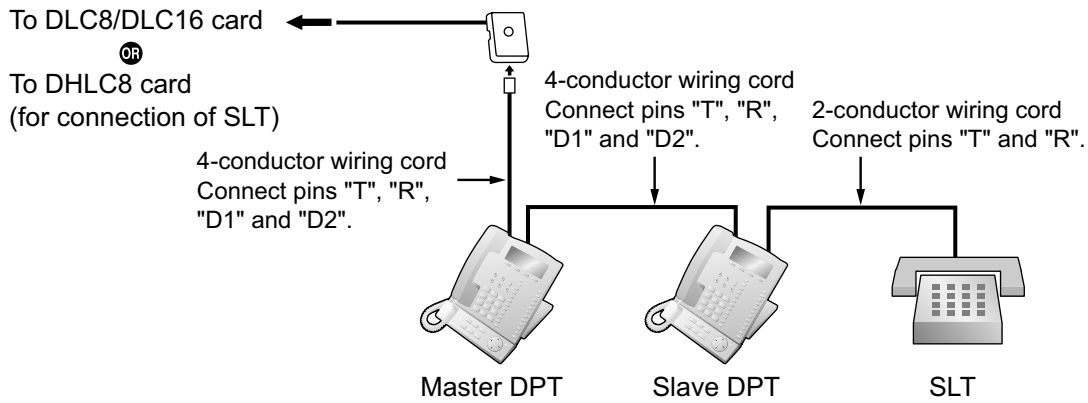 To DLC8/DLC16 card
OR
To DHLC8 card
(for connection of SLT)
4-conductor wiring cord
Connect pins "T", "R",
"D1" and "D2".
4-conductor wiring cord
Connect pins "T", "R",
"D1" and "D2".
2-conductor wiring cord
Connect pins "T" and "R".
Master DPT
Slave DPT
SLT